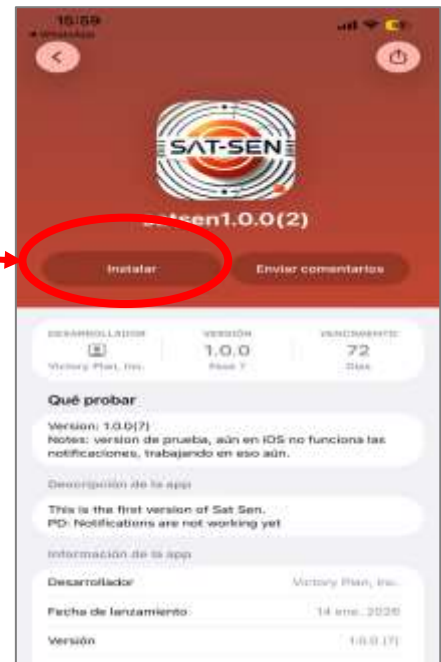 15:59
WhatsApp
SAT-SEN
satsen1.0.0(2)
Instalar
Enviar comentarios
DESARROLLADOR
VERSIÓN
VENCIMIENTO
1.0.0
72
Victory Plan, Inc.
Días
Qué probar
Version: 1.0.0(7)
Notes: version de prueba, aún en iOS no funciona las
notificaciones, trabajando en eso aún.
Descripción de la app
This is the first version of Sat Sen.
PD: Notifications are not working yet
Información de la app
Desarrollador
Victory Plan, Inc.
Fecha de lanzamiento
14 ene. 2026
Versión
1.0.0 (7)